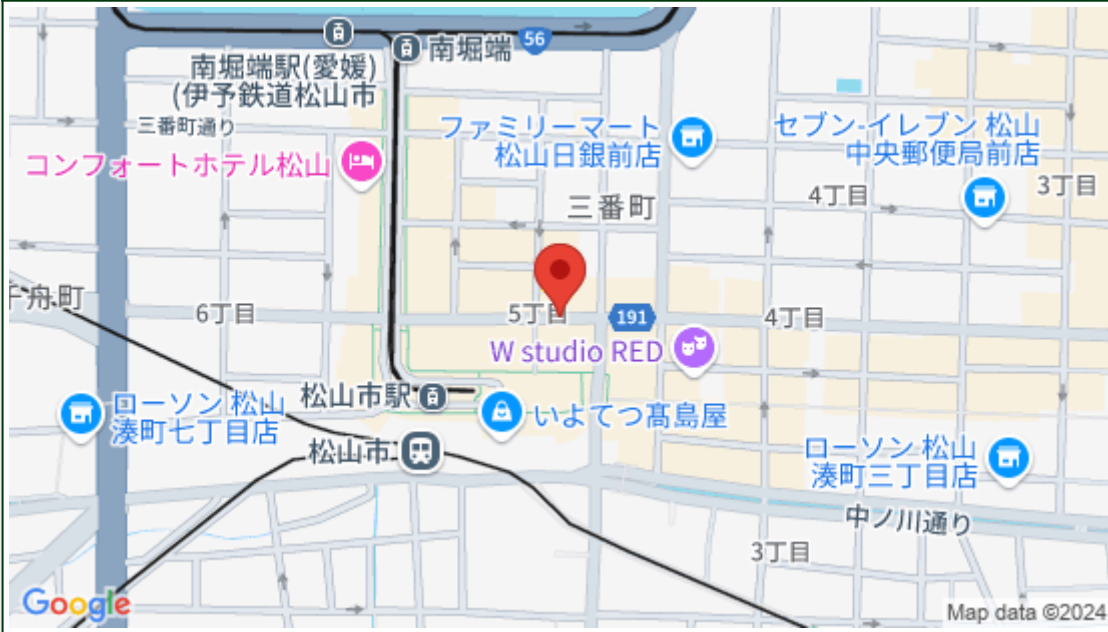 南堀端
56
南堀端駅(愛媛)
(伊予鉄道松山市
三番町通り
ファミリーマート
松山日銀前店
セブン-イレブン 松山
中央郵便局前店
コンフォートホテル松山
3丁目
4丁目
三番町
千舟町
6丁目
5丁目
191
4丁目
W studio RED
松山市駅
いよてつ髙島屋
ローソン 松山
湊町七丁目店
松山市
ローソン 松山
湊町三丁目店
中ノ川通り
3丁目
Google
Map data ©2024